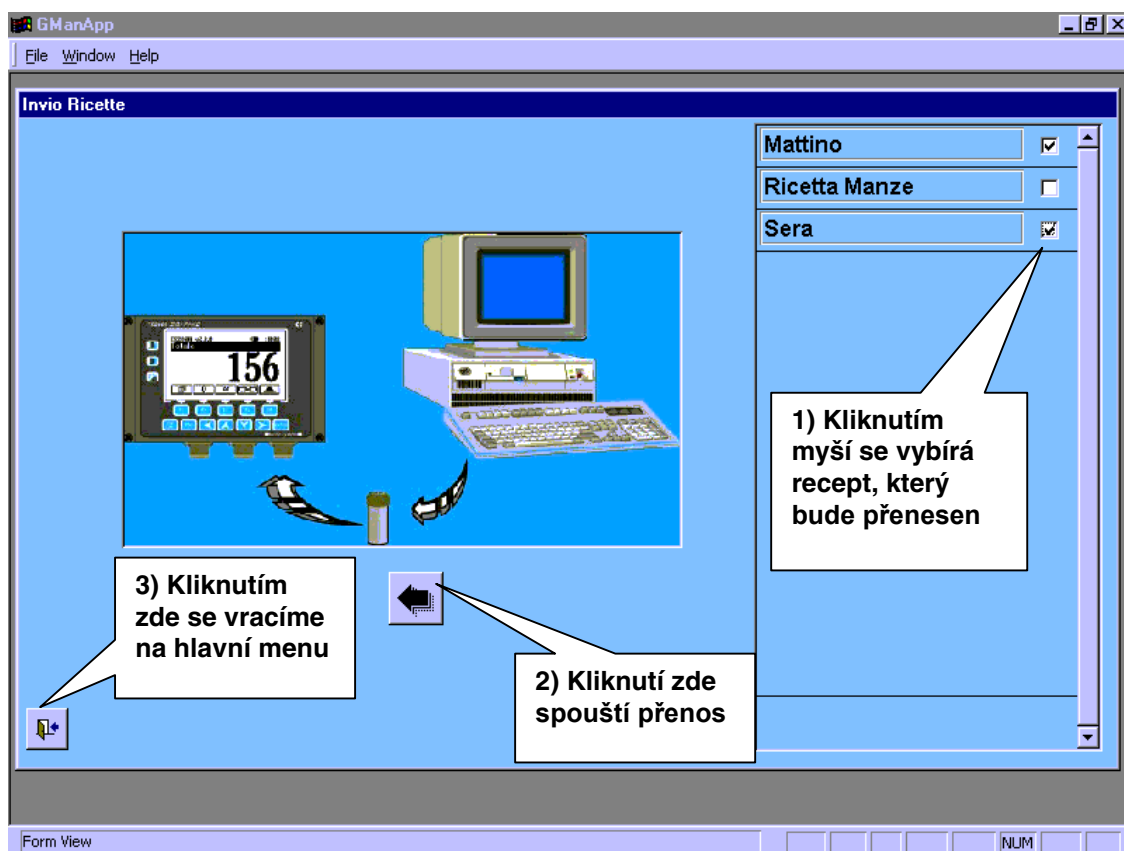 GManApp
File Window Help
Invio Ricette
Mattino
Ricetta Manze
Sera
156
1) Kliknutím
myší se vybírá
recept, který
bude přenesen
3) Kliknutím
zde se vracíme
na hlavní menu
2) Kliknutí zde
spouští přenos
Form View
NUM